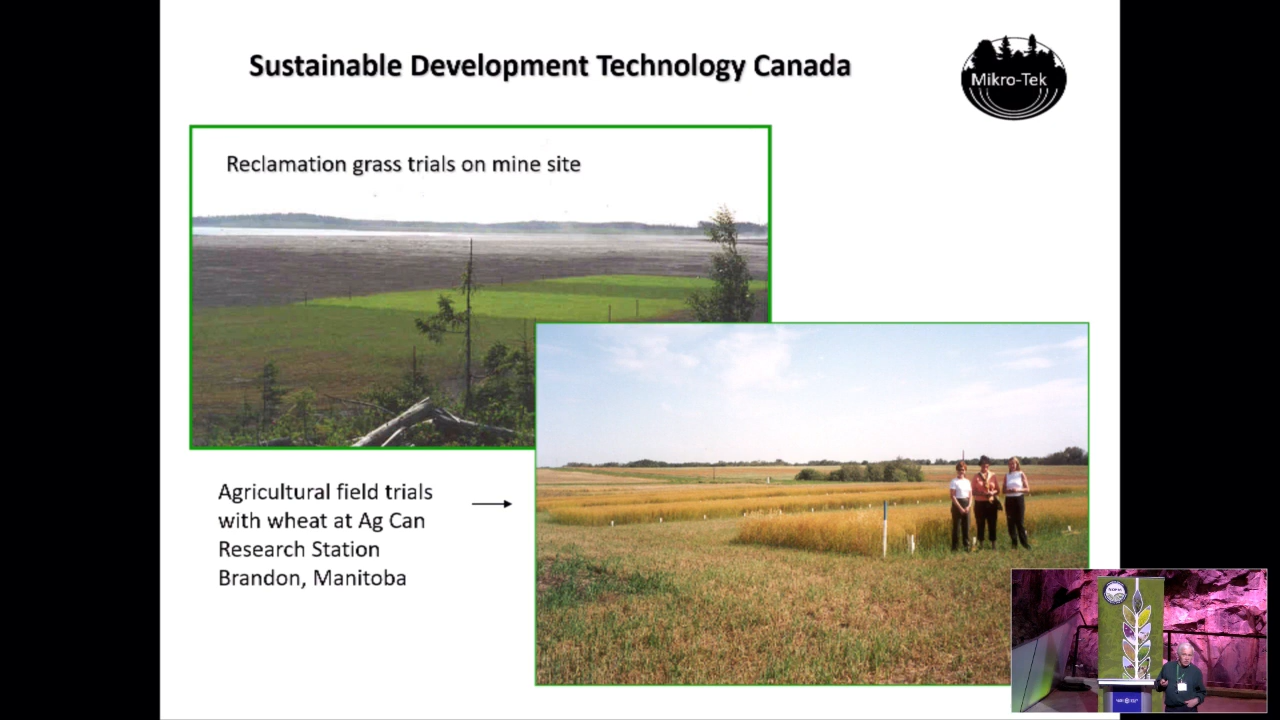 Sustainable Development Technology Canada
Mikro-Tek
Reclamation grass trials on mine site
Agricultural field trials
with wheat at Ag Can
Research Station
Brandon, Manitoba